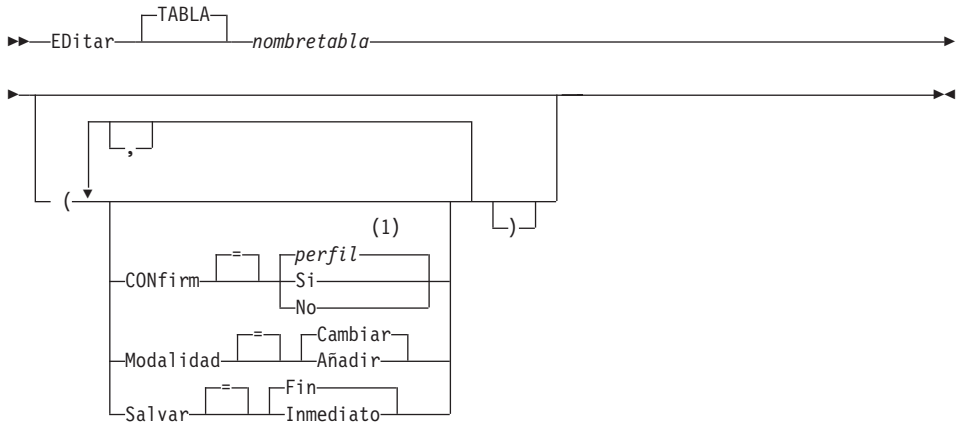 TABLA
EDitar nombretabla
,
( )
(1)
= perfil
CONfirm Si
No
= Cambiar
Modalidad Añadir
= Fin
Salvar Inmediato